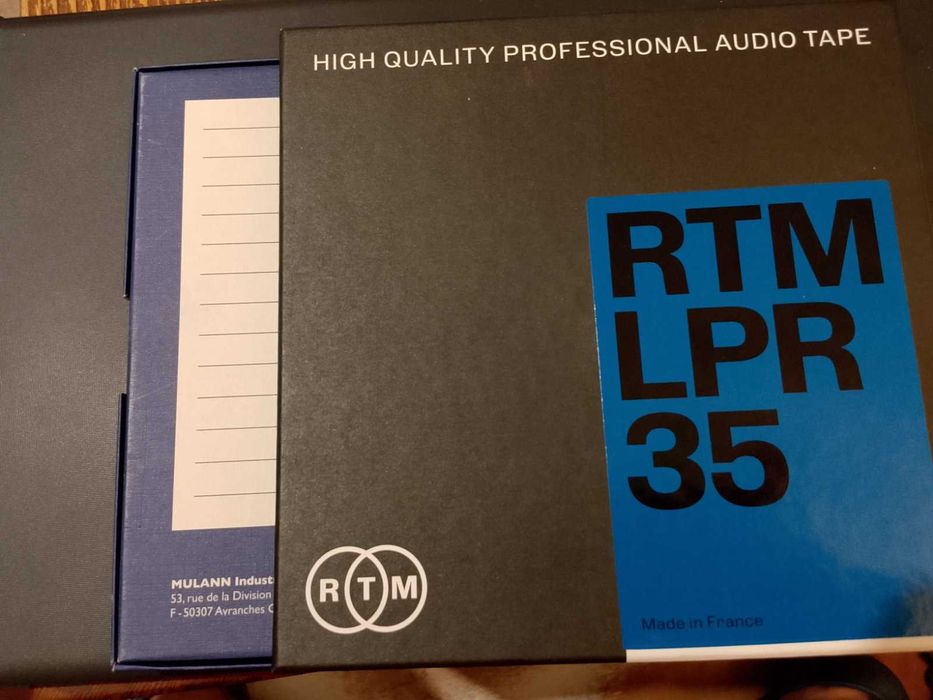 HIGH QUALITY PROFESSIONAL AUDIO TAPE
RTM
LPR
35
Made in France
RTM
MULANN
53, rue de la Division
F - 50307 Avranches